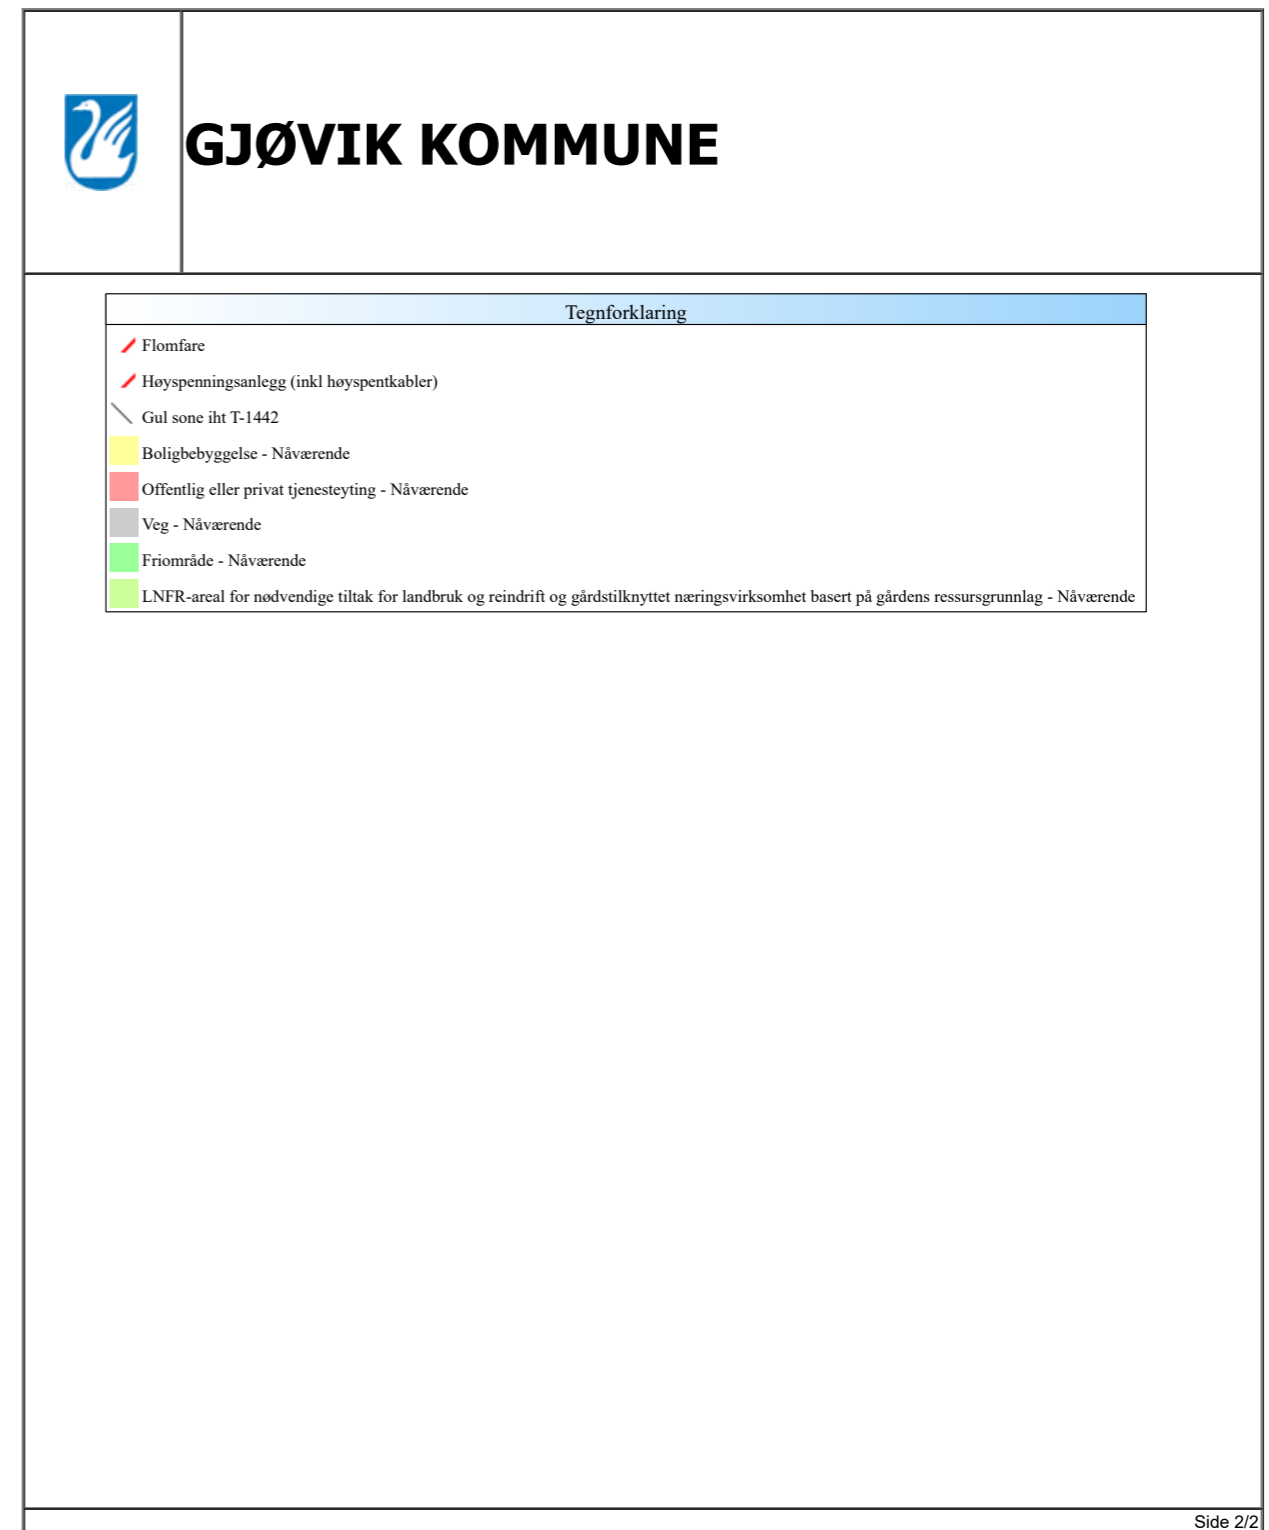 GJØVIK KOMMUNE
Tegnforklaring
Flomfare
Høyspenningsanlegg (inkl høyspentkabler)
Gul sone iht T-1442
Boligbebyggelse - Nåværende
Offentlig eller privat tjenesteyting - Nåværende
Veg - Nåværende
Friområde - Nåværende
LNFR-areal for nødvendige tiltak for landbruk og reindrift og gårdstilknyttet næringsvirksomhet basert på gårdens ressursgrunnlag - Nåværende
Side 2/2